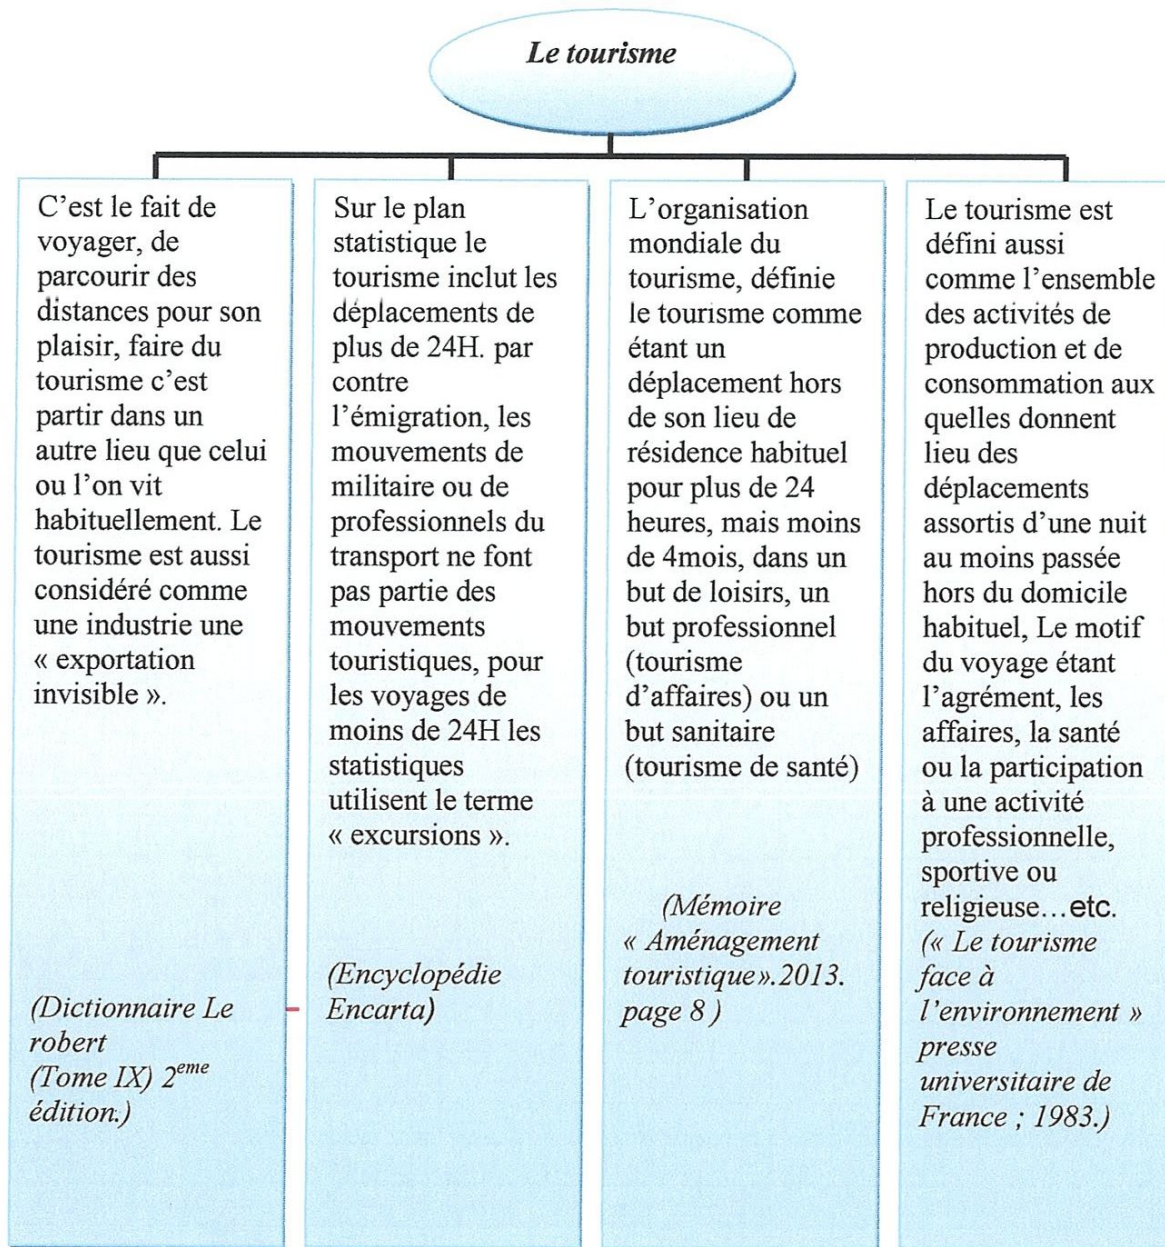 Le tourisme
C’est le fait de
voyager, de
parcourir des
distances pour son
plaisir, faire du
tourisme c’est
partir dans un
autre lieu que celui
ou l’on vit
habituellement. Le
tourisme est aussi
considéré comme
une industrie une
« exportation
invisible ».
(Dictionnaire Le
robert
(Tome IX) 2eme
édition.)
Sur le plan
statistique le
tourisme inclut les
déplacements de
plus de 24H. par
contre
l’émigration, les
mouvements de
militaire ou de
professionnels du
transport ne font
pas partie des
mouvements
touristiques, pour
les voyages de
moins de 24H les
statistiques
utilisent le terme
« excursions ».
(Encyclopédie
Encarta)
L’organisation
mondiale du
tourisme, définie
le tourisme comme
étant un
déplacement hors
de son lieu de
résidence habituel
pour plus de 24
heures, mais moins
de 4mois, dans un
but de loisirs, un
but professionnel
(tourisme
d’affaires) ou un
but sanitaire
(tourisme de santé)
(Mémoire
« Aménagement
touristique».2013.
page 8 )
Le tourisme est
défini aussi
comme l’ensemble
des activités de
production et de
consommation aux
quelles donnent
lieu des
déplacements
assortis d’une nuit
au moins passée
hors du domicile
habituel, Le motif
du voyage étant
l’agrément, les
affaires, la santé
ou la participation
à une activité
professionnelle,
sportive ou
religieuse…etc.
(« Le tourisme
face à
l’environnement »
presse
universitaire de
France ; 1983.)